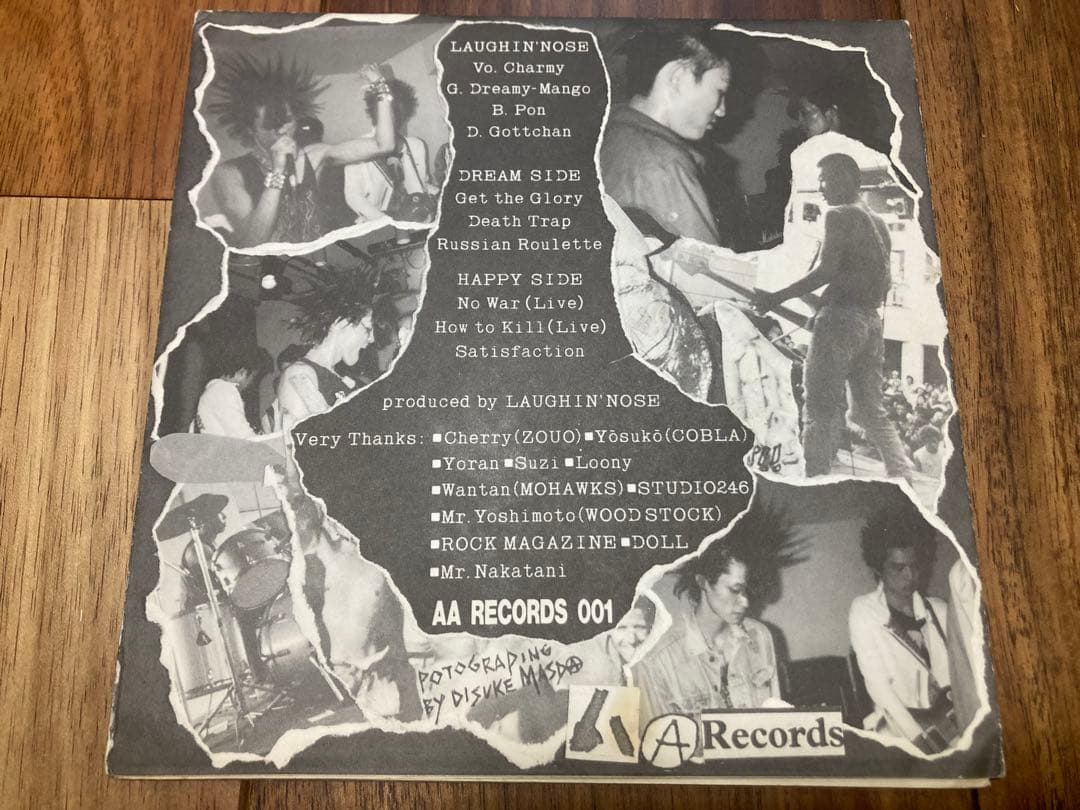 LAUGHIN'NOSE
Vo. Charmy
G. Dreamy-Mango
B. Pon
D. Gottchan
DREAM SIDE
Get the Glory
Death Trap
Russian Roulette
HAPPY SIDE
No War (Live)
How to Kill(Live)
Satisfaction
produced by LAUGHIN'NOSE
Very Thanks: ■Cherry(ZOUO)■Yōsukō(COBLA)
■Yoran ■Suzi ■Loony
■Wantan(MOHAWKS)■STUDIO246
■Mr. Yoshimoto(WOODSTOCK)
■ROCK MAGAZINE ■DOLL
■Mr. Nakatani
AA RECORDS 001
POTOGRADING
BY DISUKE MASDA
A Records